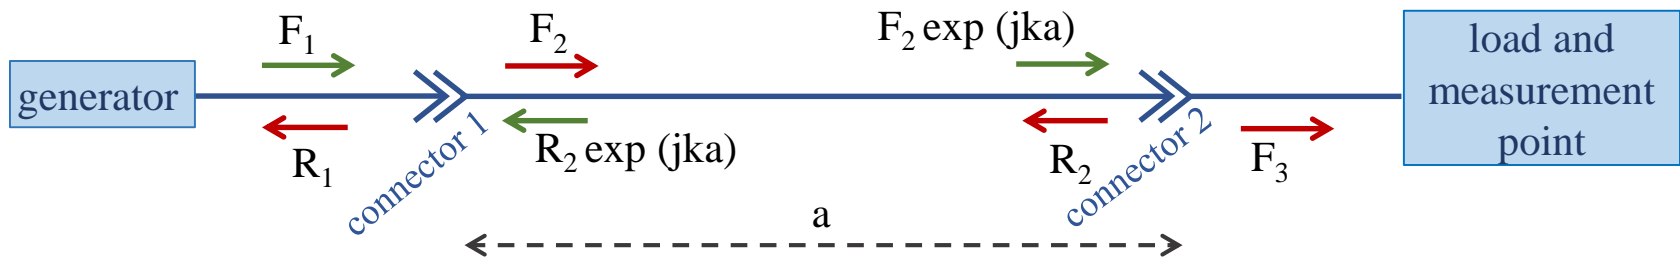 F₁
F₂
F₂ exp (jka)
load and
measurement
point
generator
R₁
connector 1
R₂ exp (jka)
R₂
connector 2
F₃
a